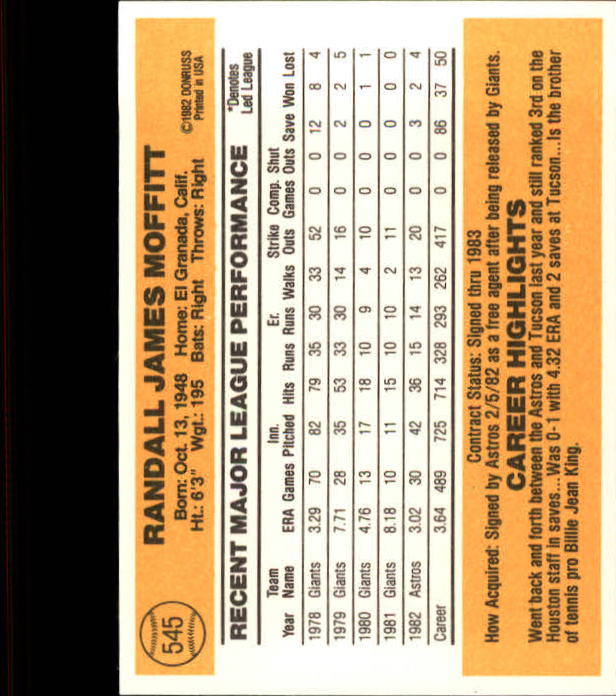 545
RANDALL JAMES MOFFITT
Born: Oct. 13, 1948 Home: El Granada, Calif.
Ht.: 6'3" Wgt.: 195 Bats: Right Throws: Right
©1982 DONRUSS
Printed in USA
RECENT MAJOR LEAGUE PERFORMANCE
*Denotes
Led League
Team Inn. Er. Strike Comp. Shut
Year Name ERA Games Pitched Hits Runs Runs Walks Outs Games Outs Save Won Lost
1978 Giants 3.29 70 82 79 35 30 33 52 0 0 12 8 4
1979 Giants 7.71 28 35 53 33 30 14 16 0 0 2 2 5
1980 Giants 4.76 13 17 18 10 9 4 10 0 0 0 1 1
1981 Giants 8.18 10 11 15 10 10 2 11 0 0 0 0 0
1982 Astros 3.02 30 42 36 15 14 13 20 0 0 3 2 4
Career 3.64 489 725 714 328 293 262 417 0 0 86 37 50
Contract Status: Signed thru 1983
How Acquired: Signed by Astros 2/5/82 as a free agent after being released by Giants.
CAREER HIGHLIGHTS
Went back and forth between the Astros and Tucson last year and still ranked 3rd on the
Houston staff in saves... Was 0-1 with 4.32 ERA and 2 saves at Tucson...Is the brother
of tennis pro Billie Jean King.